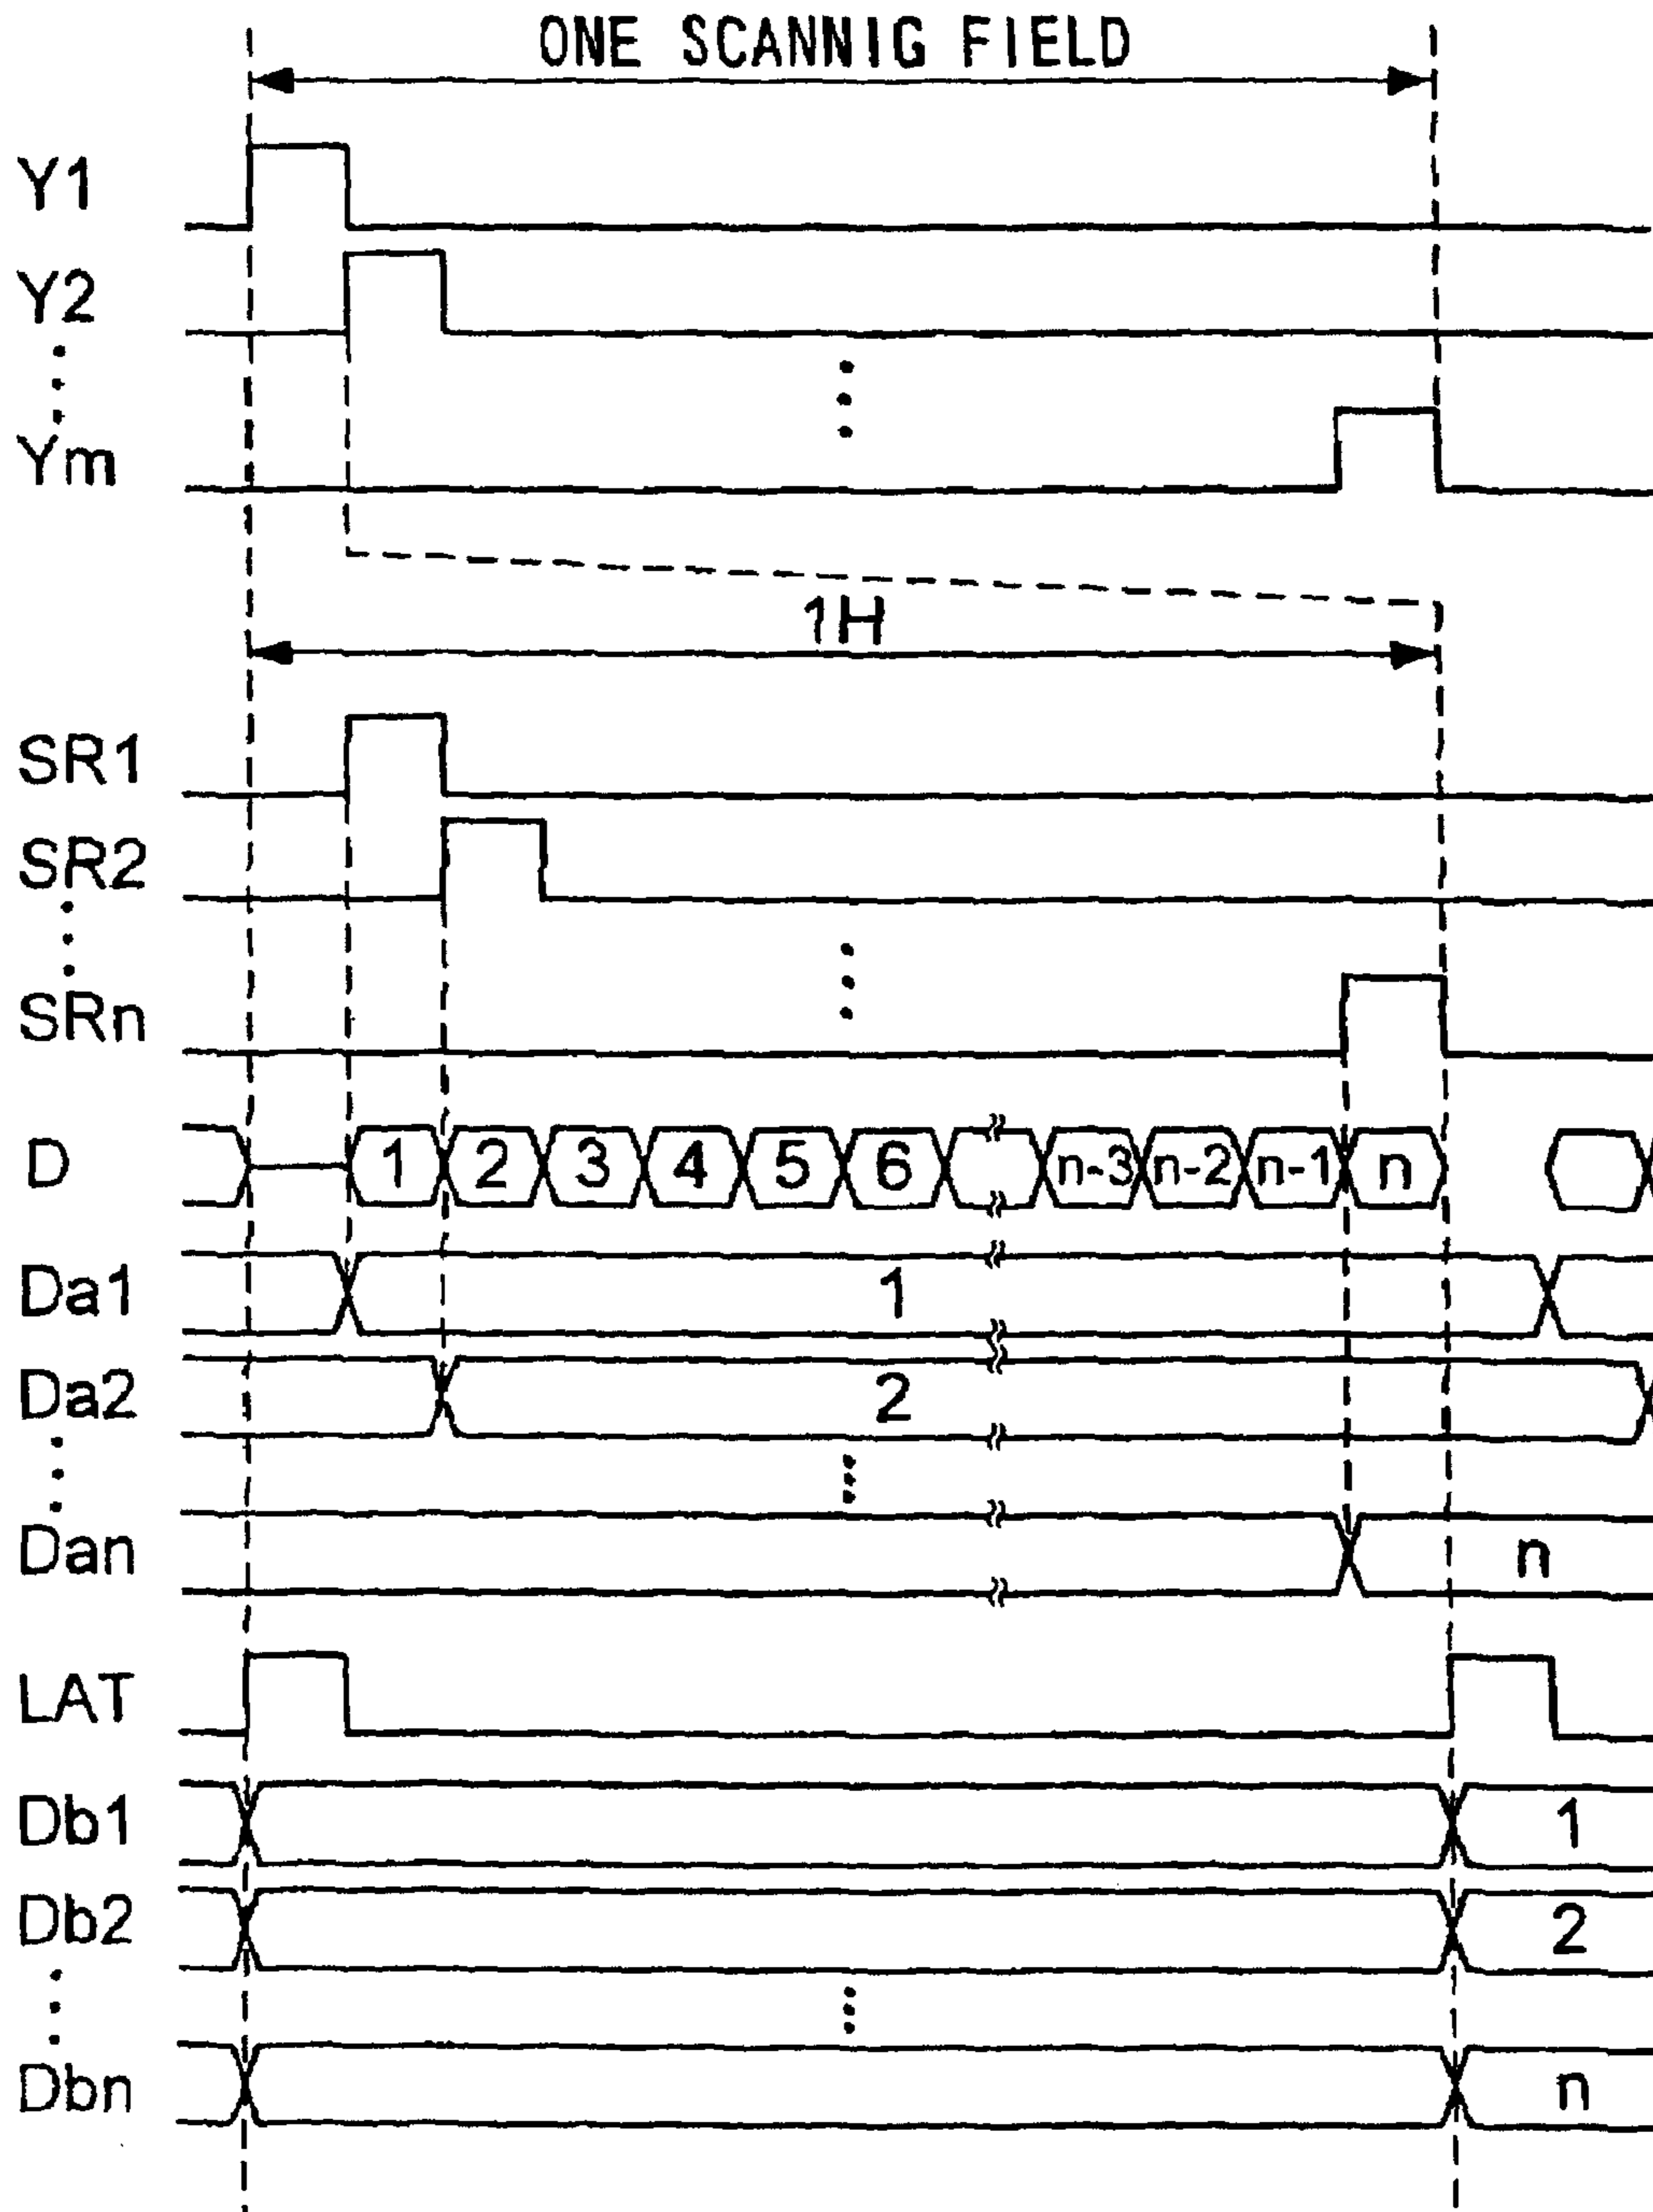 ONE SCANNIG FIELD
Y1
Y2
Ym
1H
SR1
SR2
SRn
D 1 2 3 4 5 6 n-3 n-2 n-1 n
Da1 1
Da2 2
Dan n
LAT
Db1 1
Db2 2
Dbn n